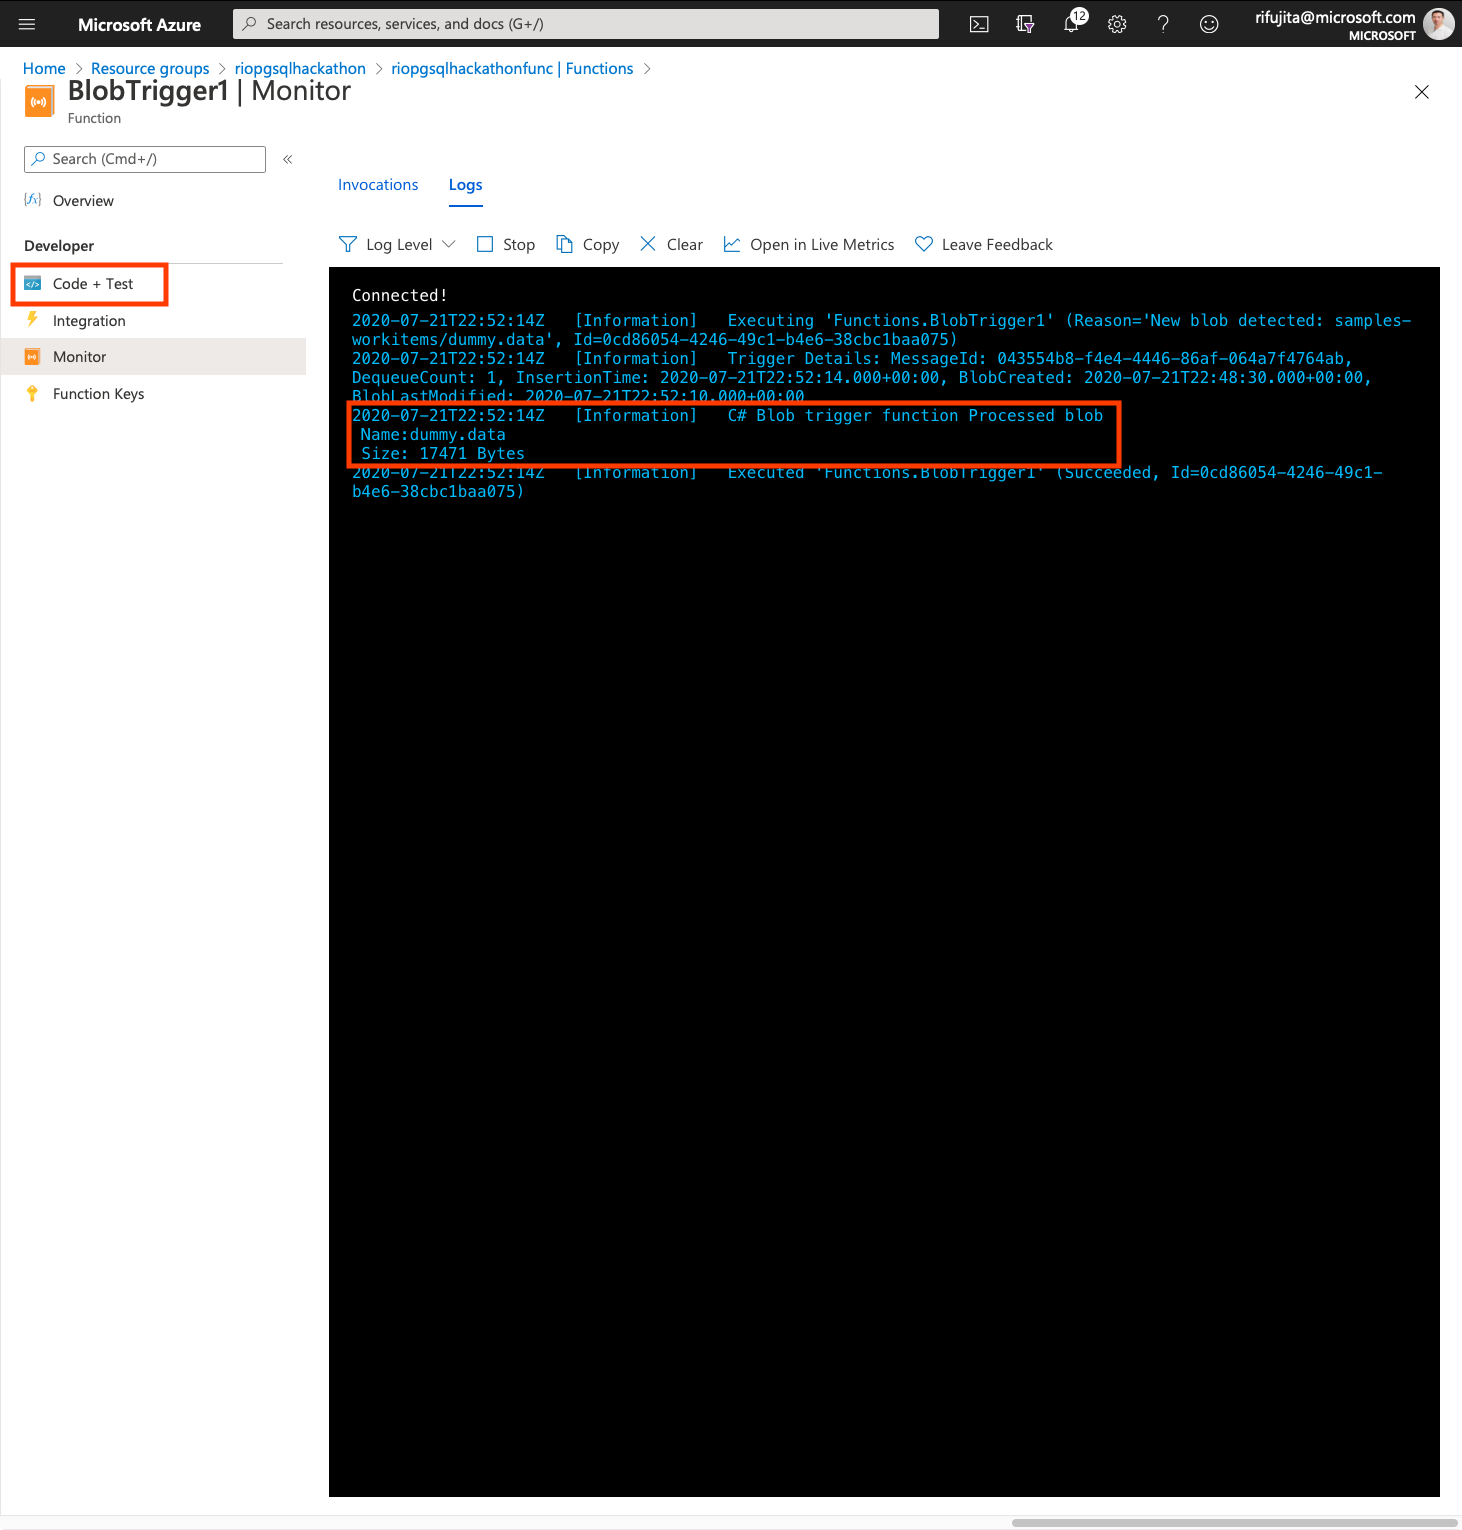 Microsoft Azure
Search resources, services, and docs (G+/)
12
rifujita@microsoft.com
MICROSOFT
Home > Resource groups > riopgsqlhackathon > riopgsqlhackathonfunc | Functions >
BlobTrigger1 | Monitor
Function
Search (Cmd+/)
«
Overview
Developer
Code + Test
Integration
Monitor
Function Keys
Invocations Logs
Log Level Stop Copy Clear Open in Live Metrics Leave Feedback
Connected!
2020-07-21T22:52:14Z [Information] Executing 'Functions.BlobTrigger1' (Reason='New blob detected: samples-
workitems/dummy.data', Id=0cd86054-4246-49c1-b4e6-38cbc1baa075)
2020-07-21T22:52:14Z [Information] Trigger Details: MessageId: 043554b8-f4e4-4446-86af-064a7f4764ab,
DequeueCount: 1, InsertionTime: 2020-07-21T22:52:14.000+00:00, BlobCreated: 2020-07-21T22:48:30.000+00:00,
BlobLastModified: 2020-07-21T22:52:10.000+00:00
2020-07-21T22:52:14Z [Information] C# Blob trigger function Processed blob
Name:dummy.data
Size: 17471 Bytes
2020-07-21T22:52:14Z [Information] Executed 'Functions.BlobTrigger1' (Succeeded, Id=0cd86054-4246-49c1-
b4e6-38cbc1baa075)